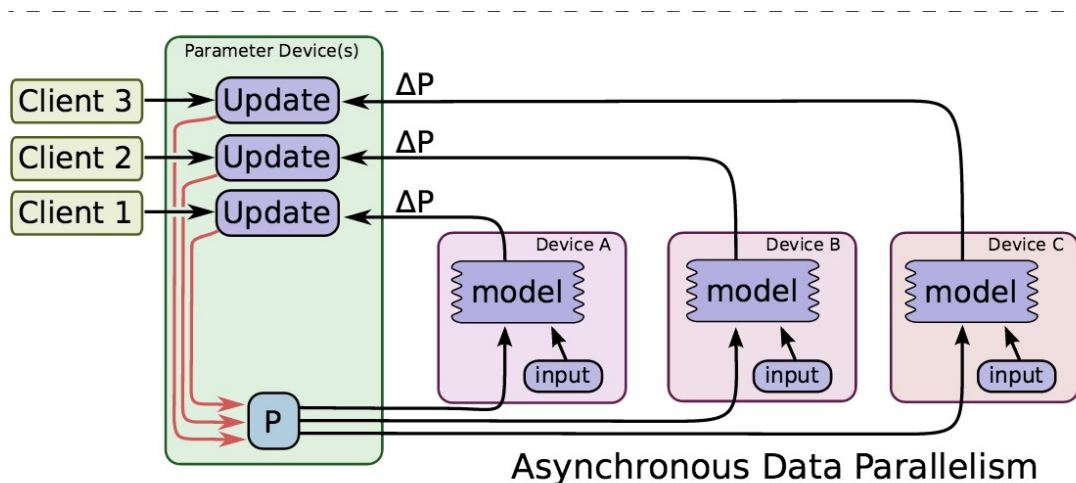 Parameter Device(s)
Client 3
Update
ΔP
Client 2
Update
ΔP
Client 1
Update
ΔP
Device A
Device B
Device C
model
model
model
input
input
input
P
Asynchronous Data Parallelism